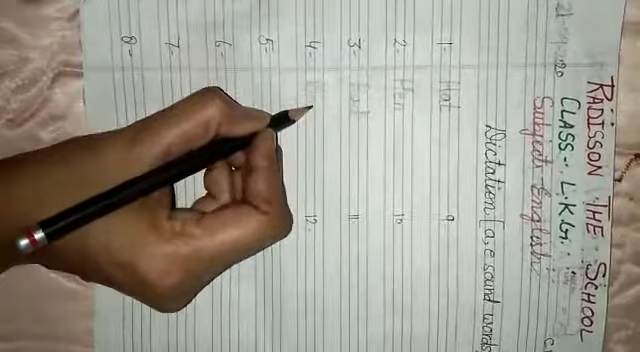 RADISSON THE SCHOOL
CLASS:- L.K.G.
Subject:- English
Dictation [a, e sound words
1- Hat
9-
2- Hen
10-
3- Bat
11-
4-
12-
5-
6-
7-
8-